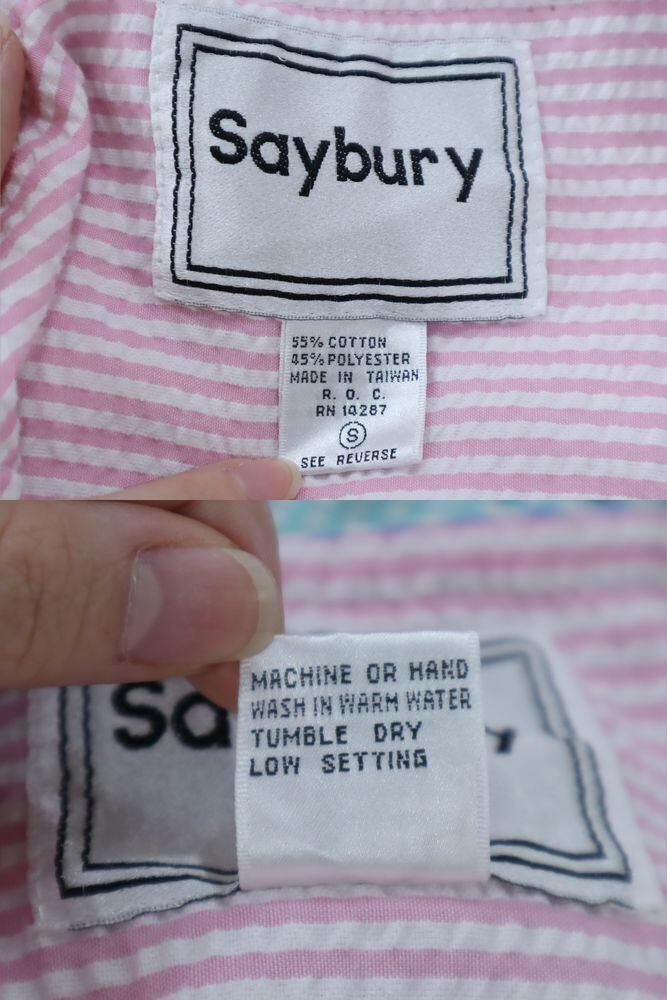 Saybury
55% COTTON
45% POLYESTER
MADE IN TAIWAN
R. O. C.
RN 14287
S
SEE REVERSE
Sa
MACHINE OR HAND
WASH IN WARM WATER
TUMBLE DRY
LOW SETTING